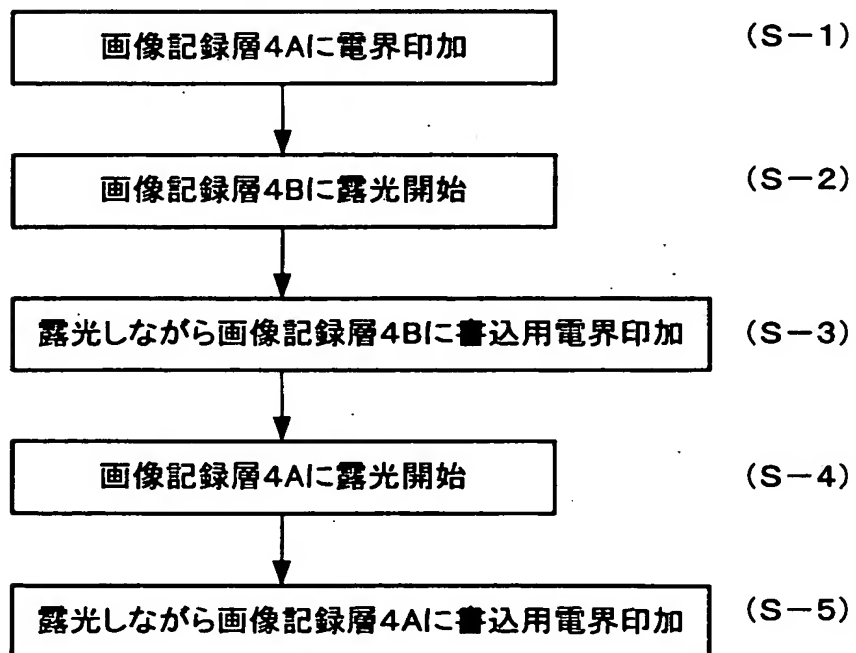 画像記録層4Aに電界印加 (S-1)
画像記録層4Bに露光開始 (S-2)
露光しながら画像記録層4Bに書込用電界印加 (S-3)
画像記録層4Aに露光開始 (S-4)
露光しながら画像記録層4Aに書込用電界印加 (S-5)